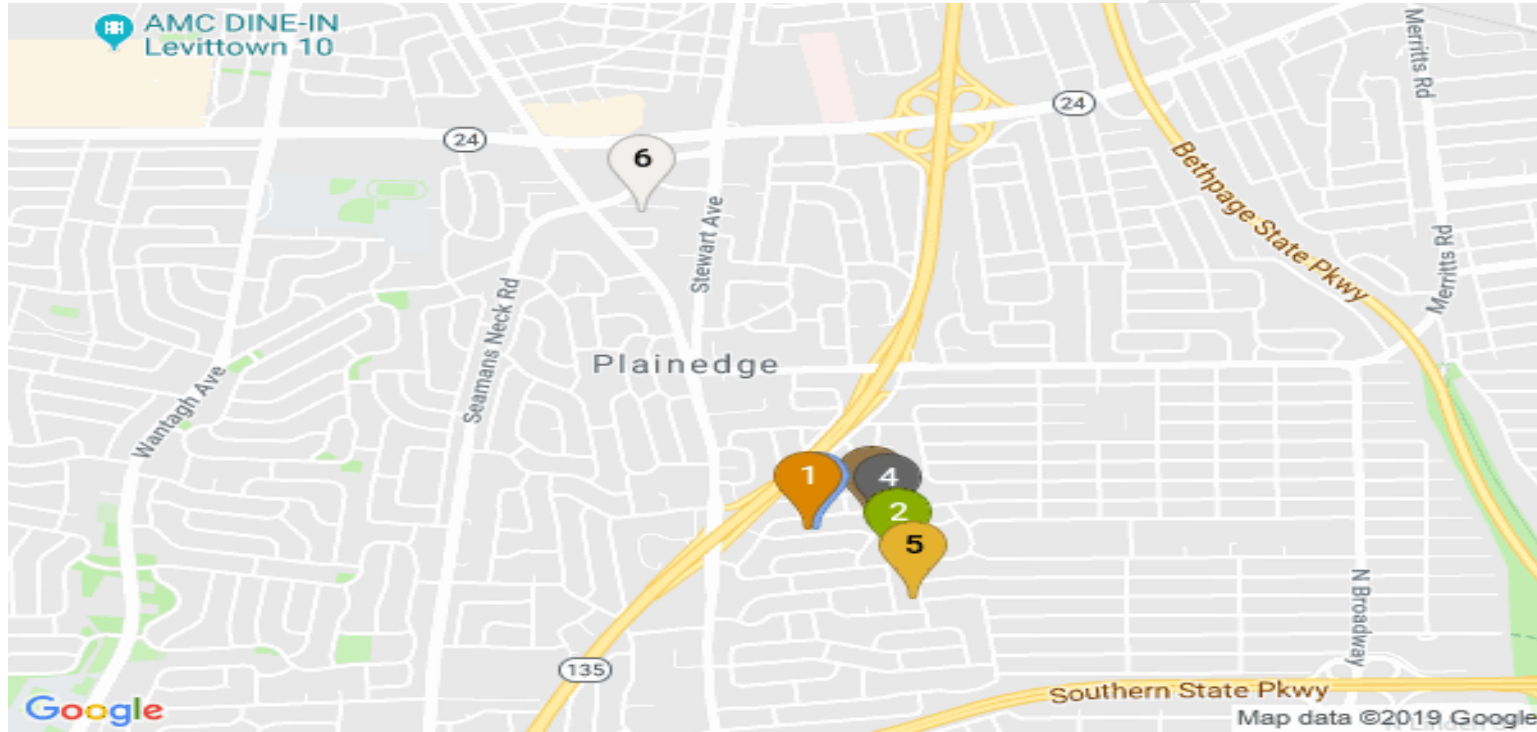 AMC DINE-IN
Levittown 10
Merritts Rd
24
24
6
Bethpage State Pkwy
Stewart Ave
Merritts Rd
Seamans Neck Rd
Plainedge
Wantagh Ave
1
4
2
5
N Broadway
135
Southern State Pkwy
Google
Map data ©2019 Google